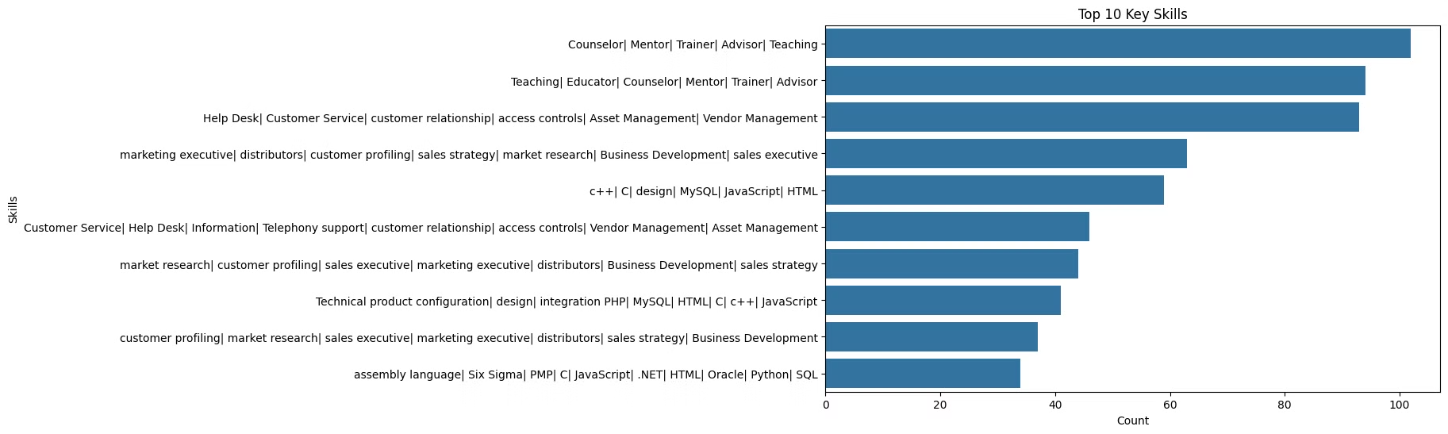 Top 10 Key Skills
Counselor| Mentor| Trainer| Advisor| Teaching
Teaching| Educator| Counselor| Mentor| Trainer| Advisor
Help Desk| Customer Service| customer relationship| access controls| Asset Management| Vendor Management
marketing executive| distributors| customer profiling| sales strategy| market research| Business Development| sales executive
c++| C| design| MySQL| JavaScript| HTML
Customer Service| Help Desk| Information| Telephony support| customer relationship| access controls| Vendor Management| Asset Management
market research| customer profiling| sales executive| marketing executive| distributors| Business Development| sales strategy
Technical product configuration| design| integration PHP| MySQL| HTML| C| c++| JavaScript
customer profiling| market research| sales executive| marketing executive| distributors| sales strategy| Business Development
assembly language| Six Sigma| PMP| C| JavaScript| .NET| HTML| Oracle| Python| SQL
Skills
0 20 40 60 80 100
Count